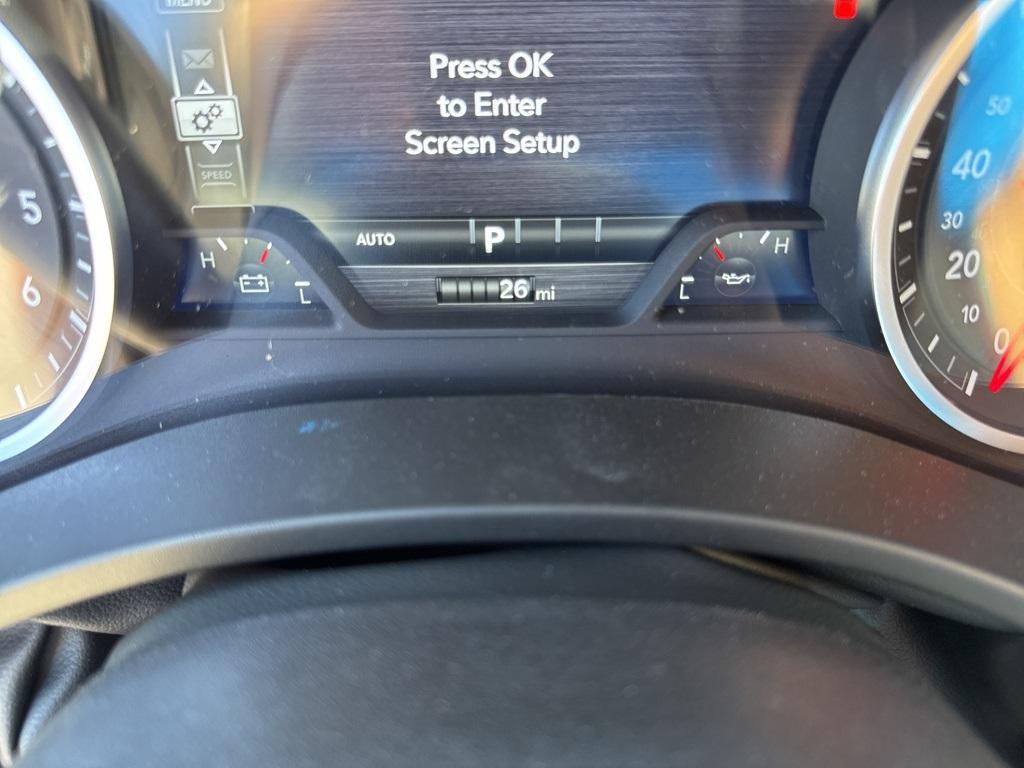 MENU
Press OK
to Enter
Screen Setup
SPEED
AUTO
P
H
L
26 mi
L
H
5
6
50
40
30
20
10
0